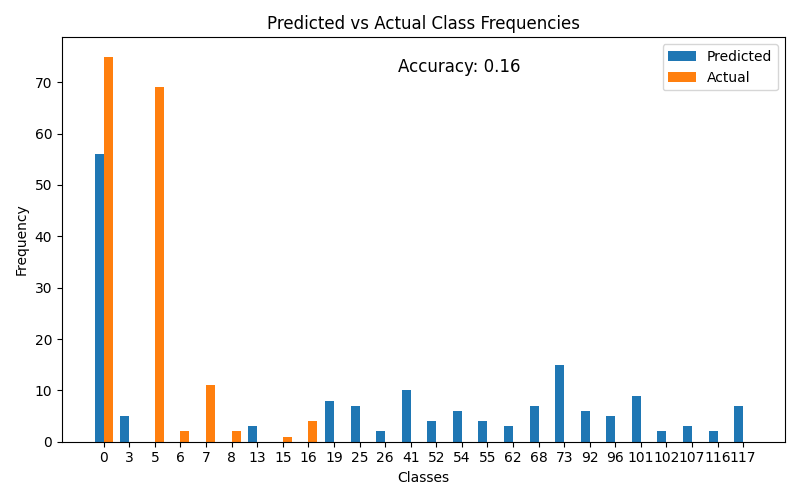 Predicted vs Actual Class Frequencies
Accuracy: 0.16
Predicted
Actual
Frequency
70
60
50
40
30
20
10
0
0 3 5 6 7 8 13 15 16 19 25 26 41 52 54 55 62 68 73 92 96 101 102 107 116 117
Classes